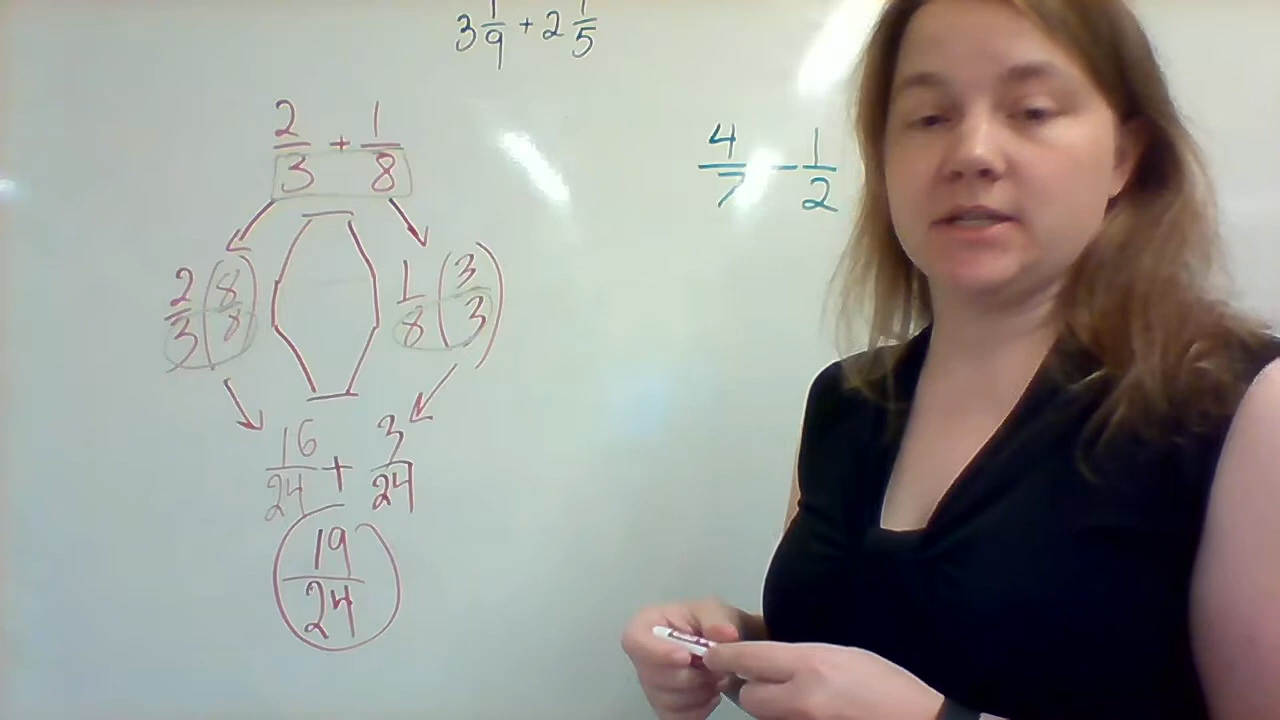 3 1/9 + 2 1/5
2/3 + 1/8
4/7 - 1/2
2/3 (8/8) 1/8 (3/3)
16/24 + 3/24
19/24